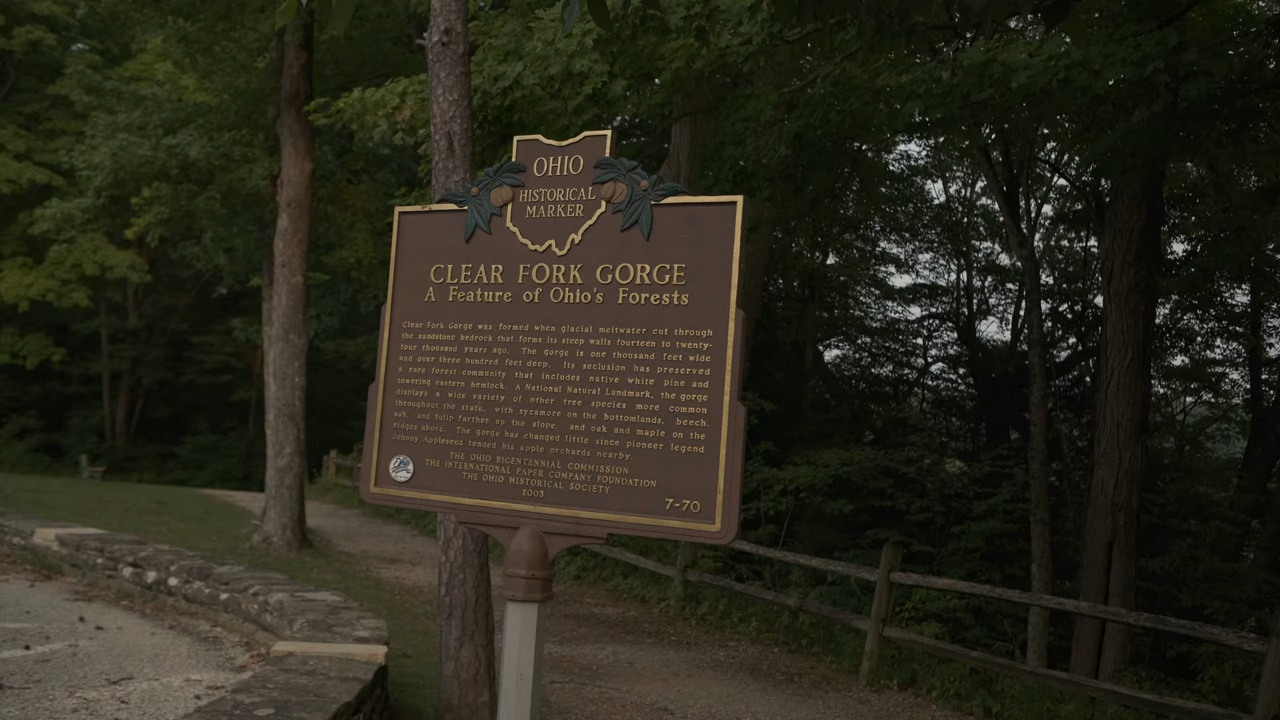 OHIO
HISTORICAL
MARKER
CLEAR FORK GORGE
A Feature of Ohio's Forests
Clear Fork Gorge was formed when glacial meltwater cut through
the sandstone bedrock that forms its steep walls fourteen to twenty-
four thousand years ago. The gorge is one thousand feet wide
and over three hundred feet deep. Its seclusion has preserved
a rare forest community that includes native white pine and
towering eastern hemlock. A National Natural Landmark, the gorge
displays a wide variety of other tree species more common
throughout the state, with sycamore on the bottomlands, beech,
ash, and tulip farther up the slope, and oak and maple on the
ridges above. The gorge has changed little since pioneer legend
Johnny Appleseed tended his apple orchards nearby.
THE OHIO BICENTENNIAL COMMISSION
THE INTERNATIONAL PAPER COMPANY FOUNDATION
THE OHIO HISTORICAL SOCIETY
2003
7-70